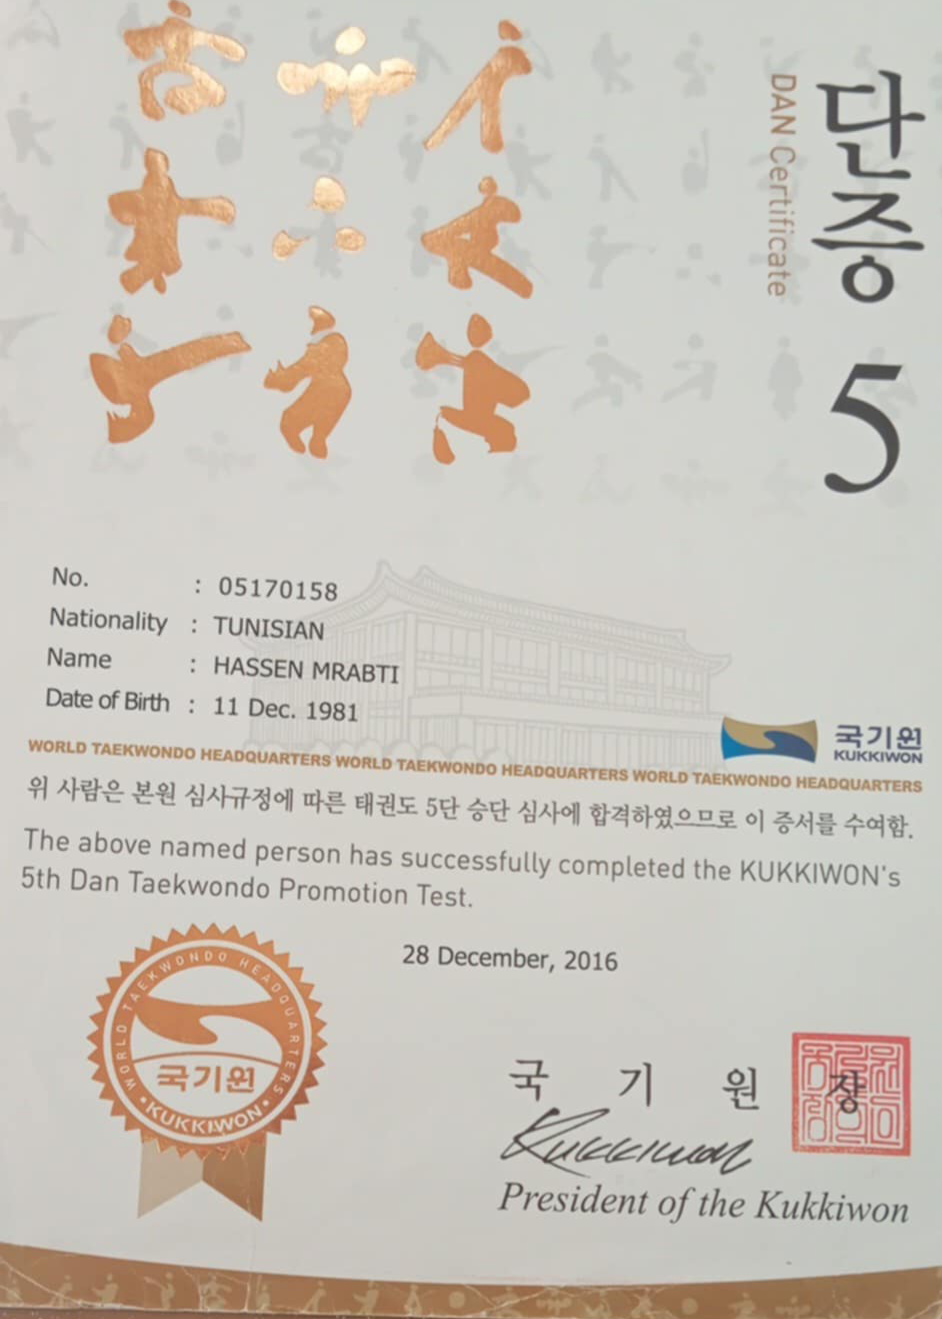 단증
DAN Certificate
5
No. : 05170158
Nationality : TUNISIAN
Name : HASSEN MRABTI
Date of Birth : 11 Dec. 1981
국기원
KUKKIWON
WORLD TAEKWONDO HEADQUARTERS WORLD TAEKWONDO HEADQUARTERS WORLD TAEKWONDO HEADQUARTERS
위 사람은 본원 심사규정에 따른 태권도 5단 승단 심사에 합격하였으므로 이 증서를 수여함.
The above named person has successfully completed the KUKKIWON's
5th Dan Taekwondo Promotion Test.
28 December, 2016
WORLD TAEKWONDO HEADQUARTERS
국기원
•KUKKIWON•
국 기 원 장
Kukkiwon
President of the Kukkiwon